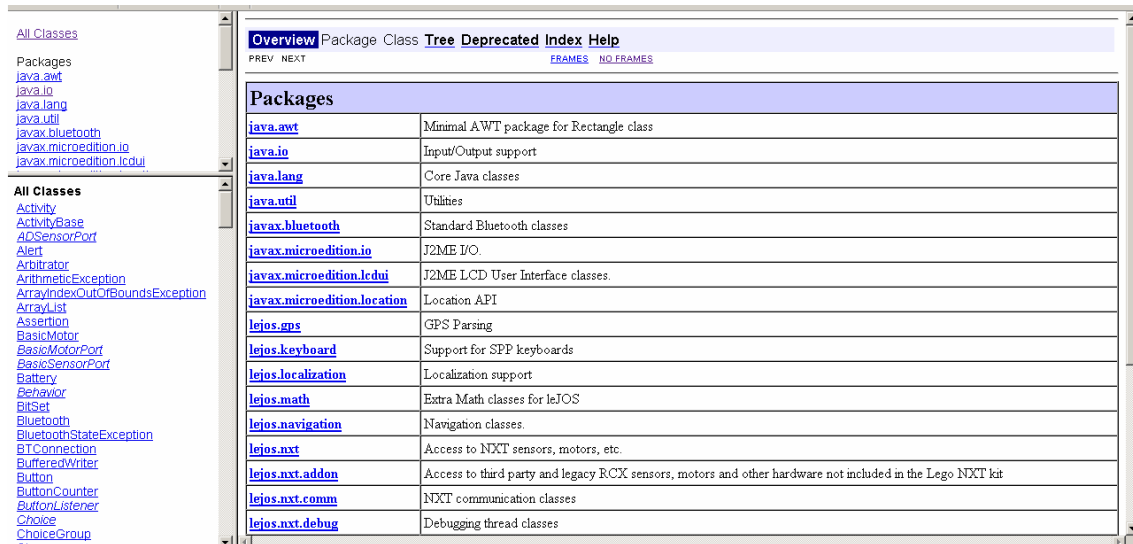 All Classes
Packages
java.awt
java.io
java.lang
java.util
javax.bluetooth
javax.microedition.io
javax.microedition.lcdui
All Classes
Activity
ActivityBase
ADSensorPort
Alert
Arbitrator
ArithmeticException
ArrayIndexOutOfBoundsException
ArrayList
Assertion
BasicMotor
BasicMotorPort
BasicSensorPort
Battery
Behavior
BitSet
Bluetooth
BluetoothStateException
BTConnection
BufferedWriter
Button
ButtonCounter
ButtonListener
Choice
ChoiceGroup
Overview Package Class Tree Deprecated Index Help
PREV NEXT FRAMES NO FRAMES
Packages
java.awt Minimal AWT package for Rectangle class
java.io Input/Output support
java.lang Core Java classes
java.util Utilities
javax.bluetooth Standard Bluetooth classes
javax.microedition.io J2ME I/O.
javax.microedition.lcdui J2ME LCD User Interface classes.
javax.microedition.location Location API
lejos.gps GPS Parsing
lejos.keyboard Support for SPP keyboards
lejos.localization Localization support
lejos.math Extra Math classes for leJOS
lejos.navigation Navigation classes.
lejos.nxt Access to NXT sensors, motors, etc.
lejos.nxt.addon Access to third party and legacy RCX sensors, motors and other hardware not included in the Lego NXT kit
lejos.nxt.comm NXT communication classes
lejos.nxt.debug Debugging thread classes